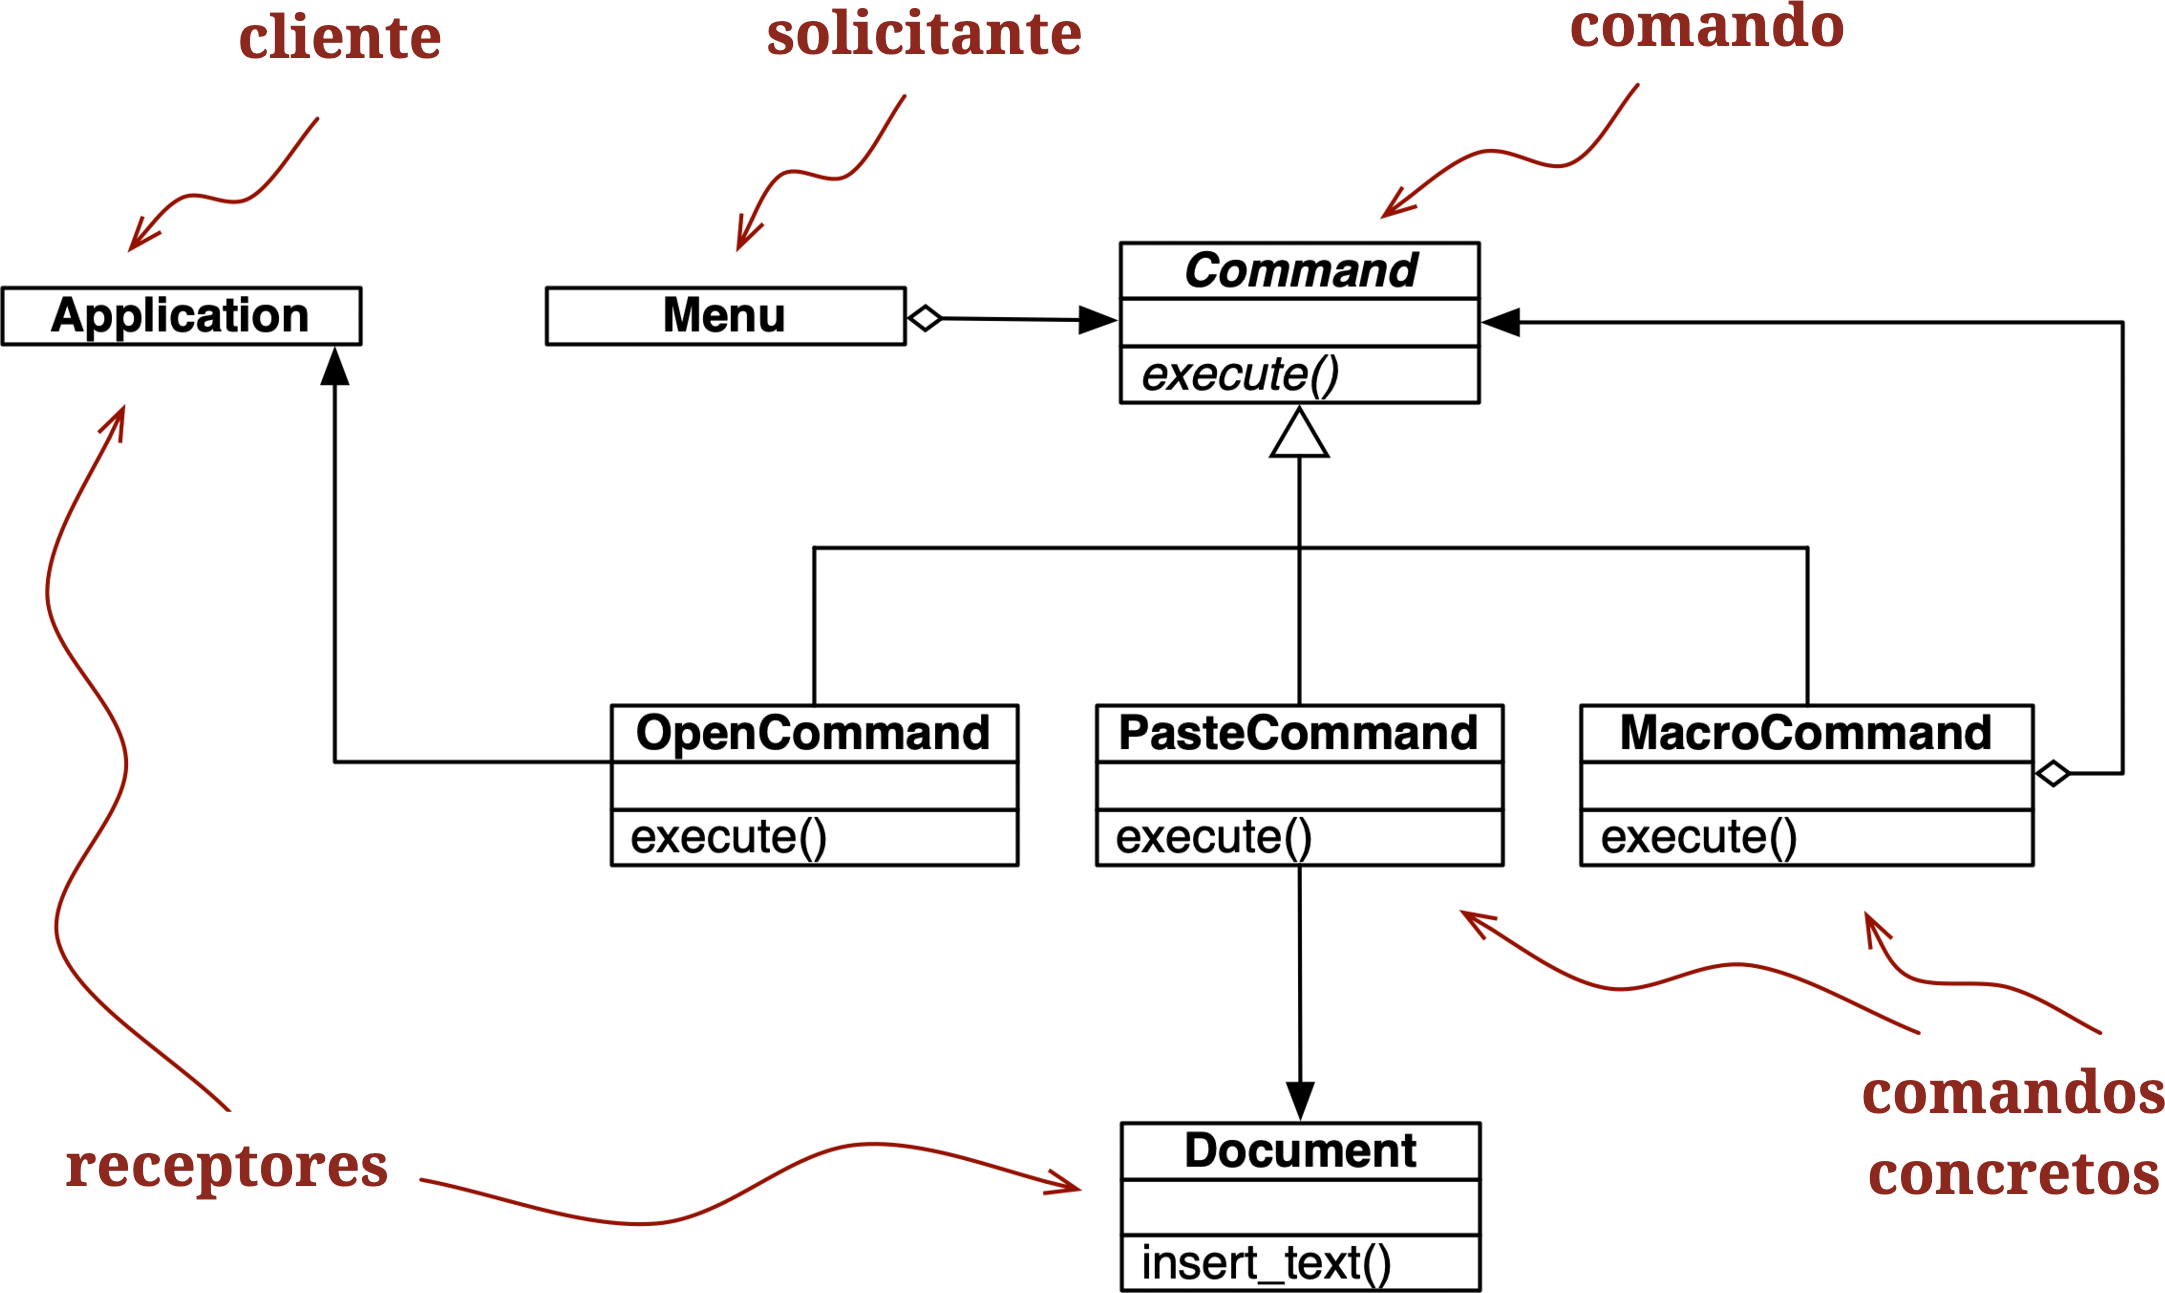 cliente
solicitante
comando
Application
Menu
Command
execute()
OpenCommand
execute()
PasteCommand
execute()
MacroCommand
execute()
comandos
concretos
receptores
Document
insert_text()